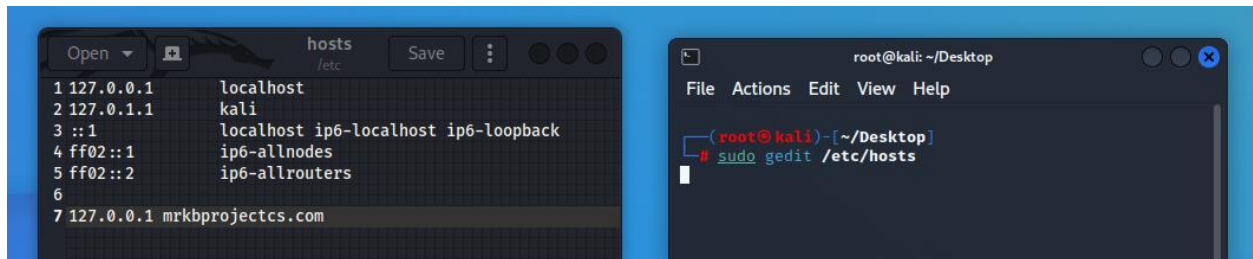 Open hosts Save
/etc
1 127.0.0.1 localhost
2 127.0.1.1 kali
3 ::1 localhost ip6-localhost ip6-loopback
4 ff02::1 ip6-allnodes
5 ff02::2 ip6-allrouters
6
7 127.0.0.1 mrkbprojectcs.com
root@kali: ~/Desktop
File Actions Edit View Help
(root㉿kali)-[~/Desktop]
# sudo gedit /etc/hosts